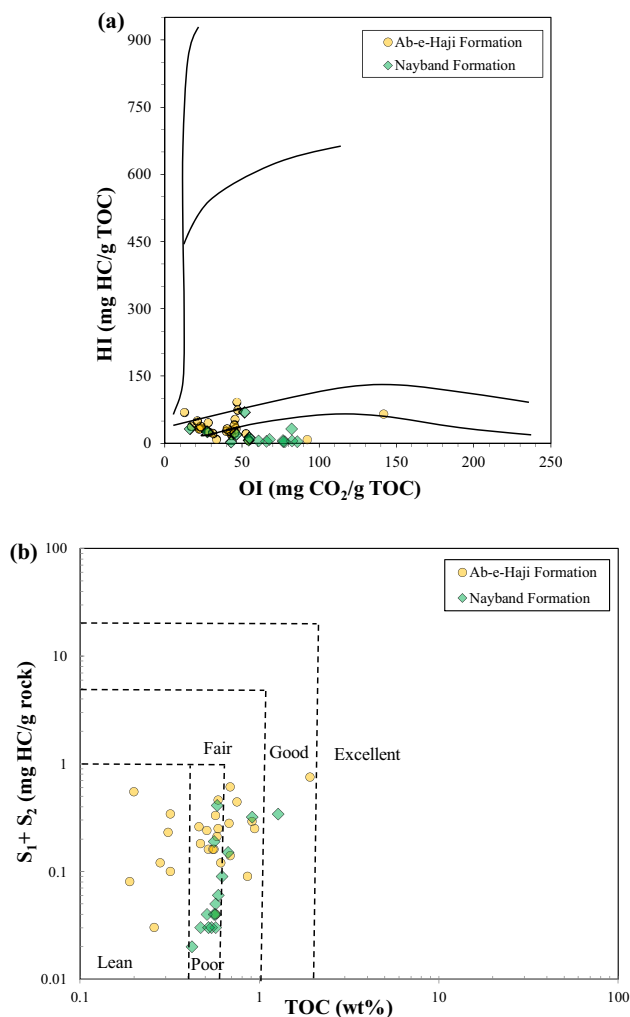 (a)
900
750
600
450
300
150
0
HI (mg HC/g TOC)
Ab-e-Haji Formation
Nayband Formation
0 50 100 150 200 250
OI (mg CO₂/g TOC)
(b)
100
10
1
0.1
0.01
S₁+ S₂ (mg HC/g rock)
Ab-e-Haji Formation
Nayband Formation
Fair Good Excellent
Lean Poor
0.1 1 10 100
TOC (wt%)